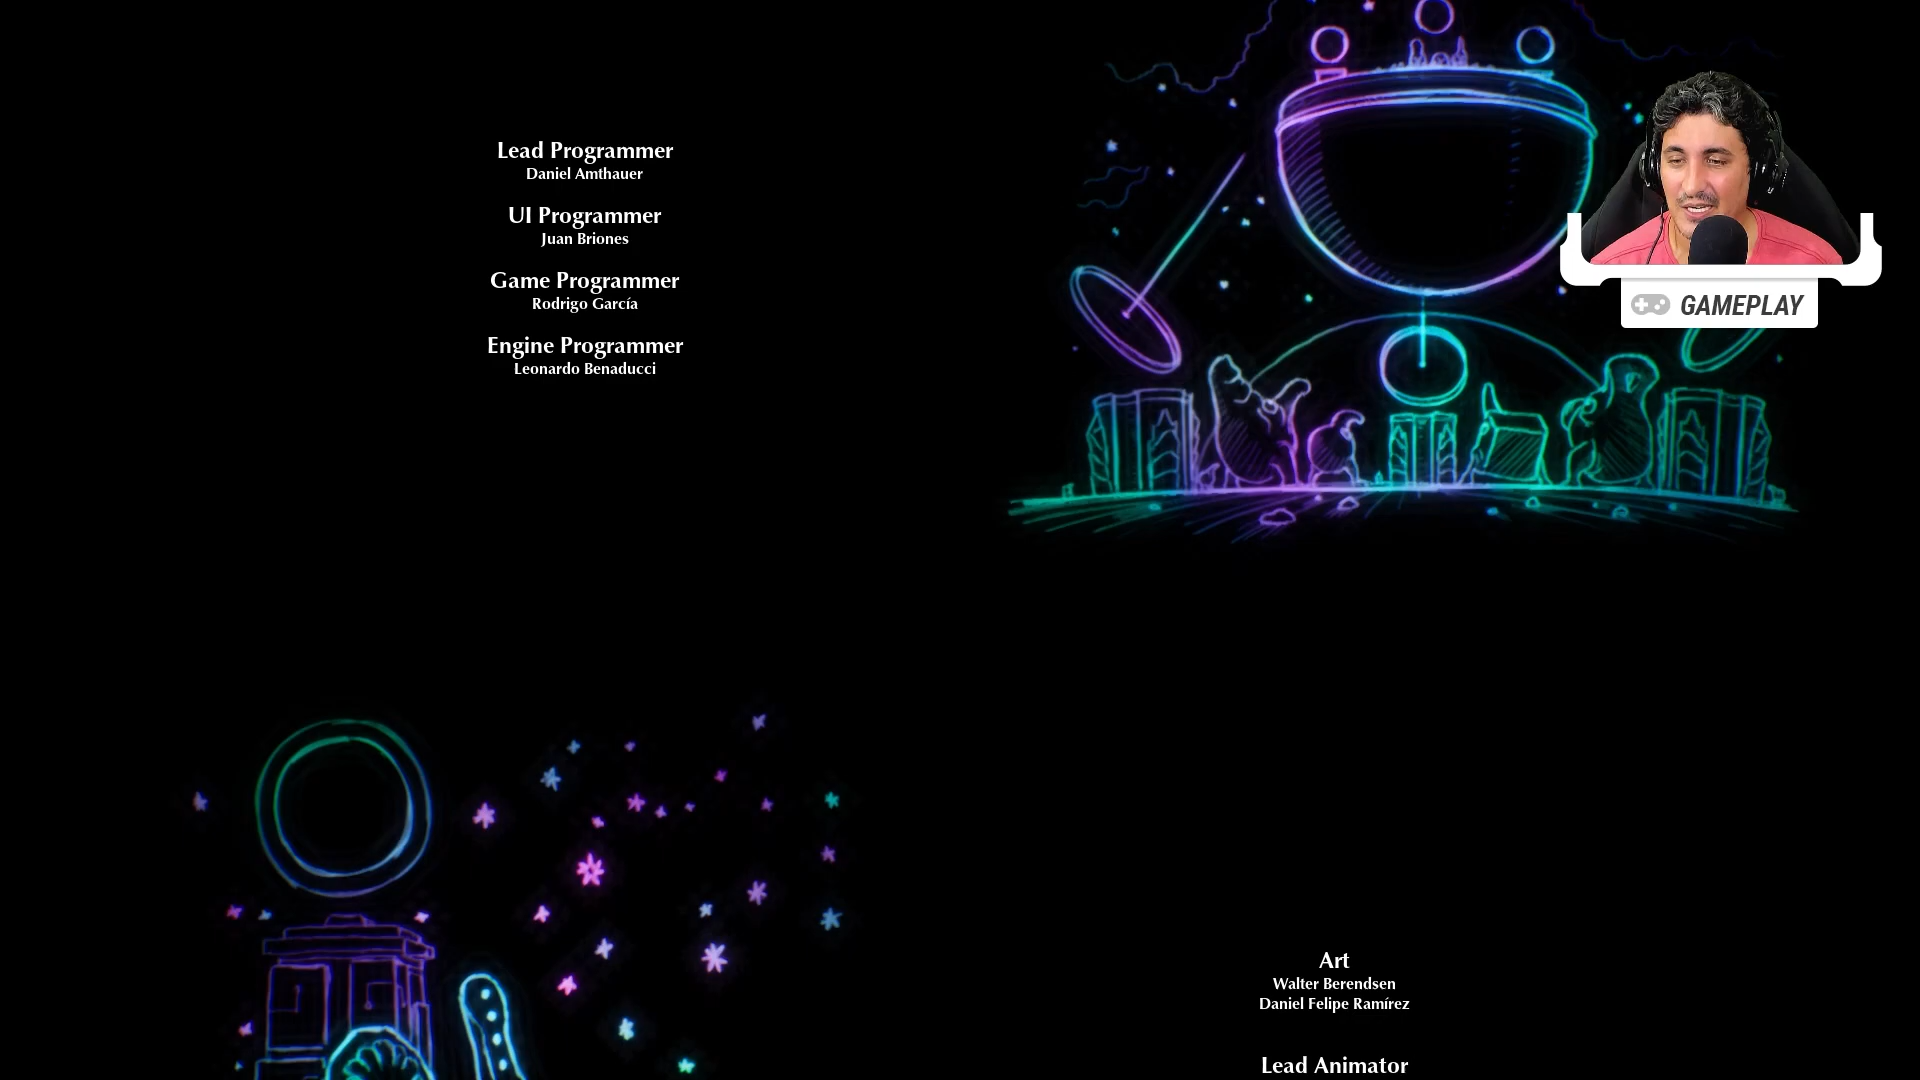 Lead Programmer
Daniel Amthauer
UI Programmer
Juan Briones
Game Programmer
Rodrigo García
Engine Programmer
Leonardo Benaducci
GAMEPLAY
Art
Walter Berendsen
Daniel Felipe Ramírez
Lead Animator